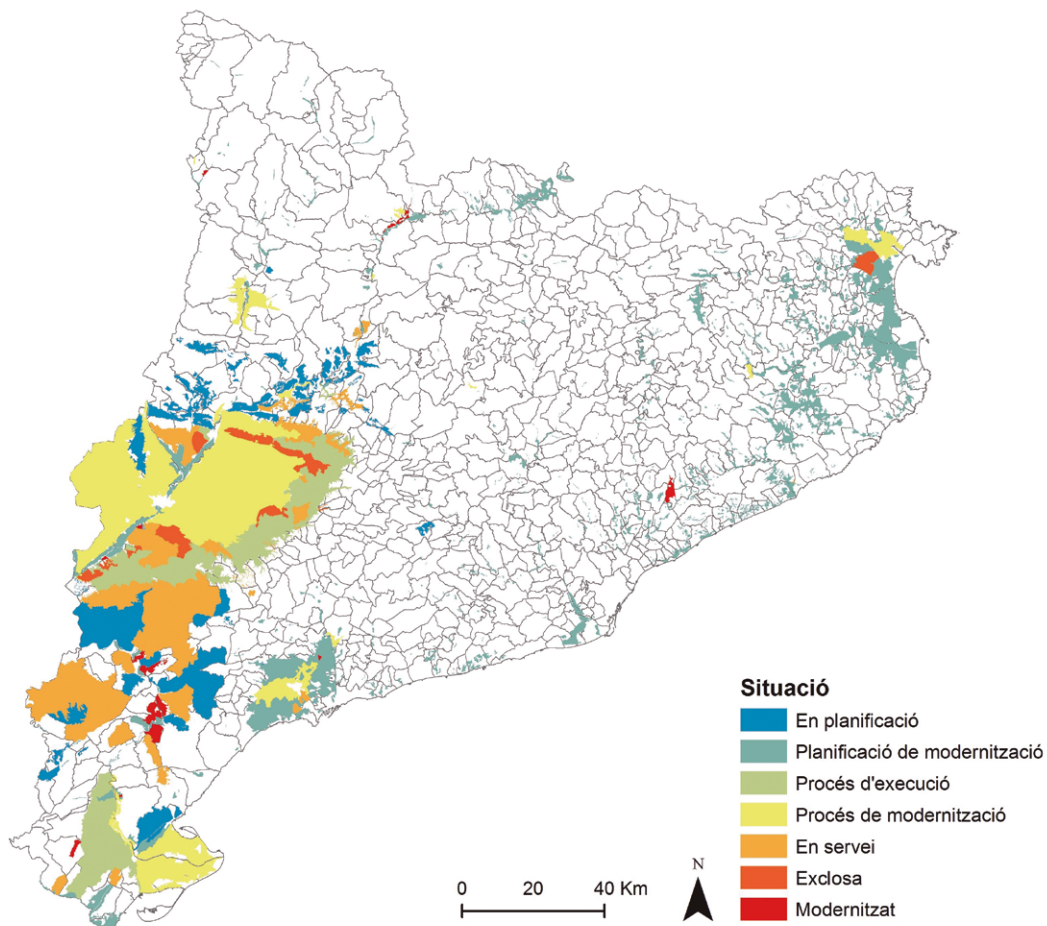 Situació
En planificació
Planificació de modernització
Procés d'execució
Procés de modernització
En servei
Exclosa
Modernitzat
N
0 20 40 Km